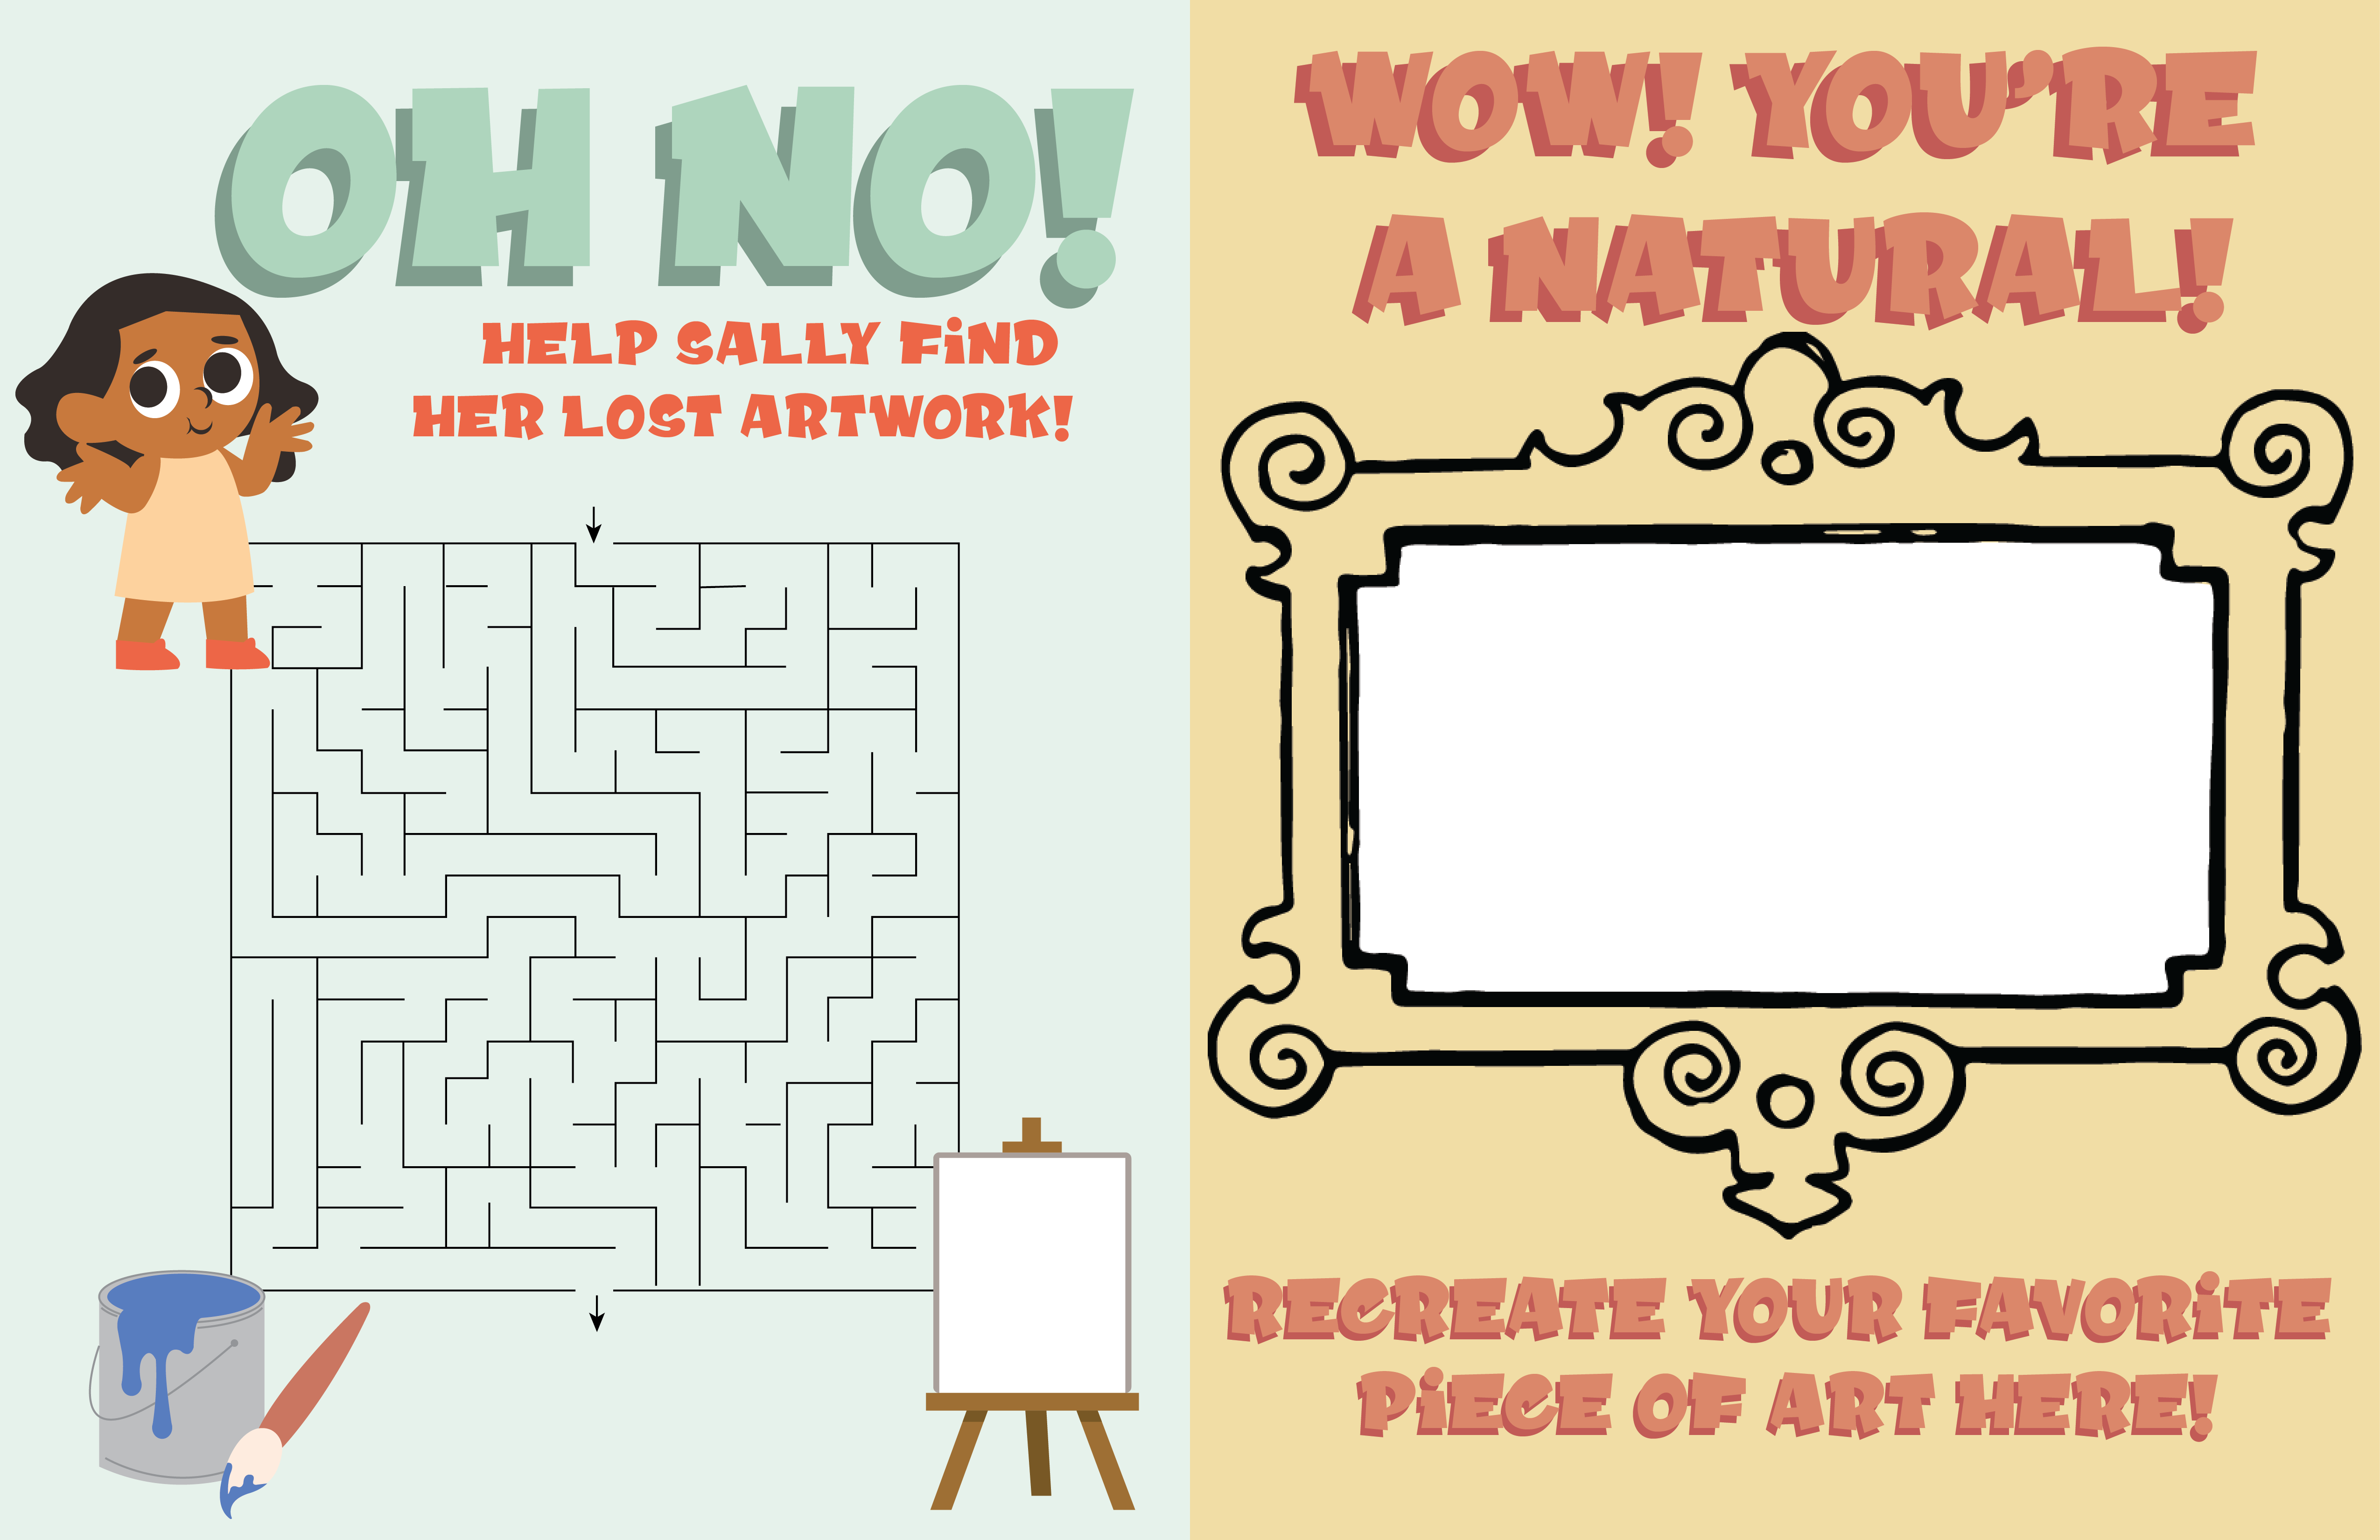 OH NO!
HELP SALLY FiND
HER LOST ARTWORK!
WOW! YOU'RE
A NATURAL!
RECREATE YOUR FAVORiTE
PiECE OF ART HERE!